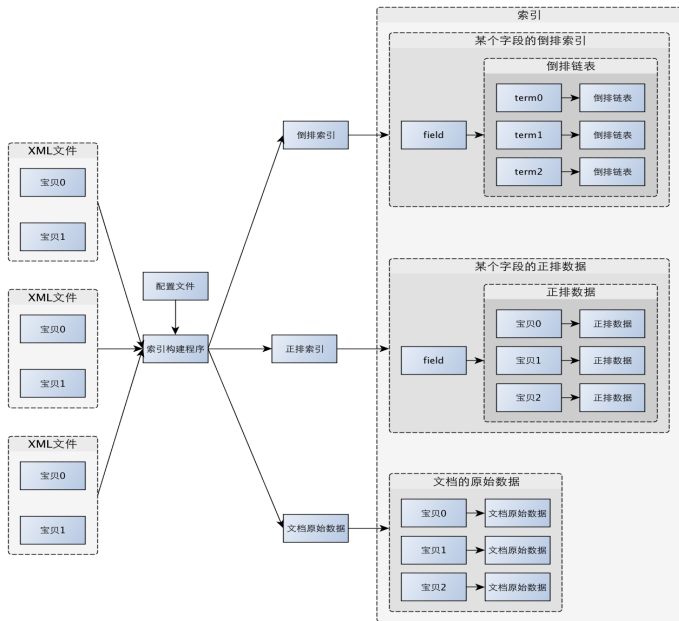 XML文件
宝贝0
宝贝1
XML文件
宝贝0
宝贝1
XML文件
宝贝0
宝贝1
配置文件
索引构建程序
倒排索引
正排索引
文档原始数据
索引
某个字段的倒排索引
倒排链表
field
term0
倒排链表
term1
倒排链表
term2
倒排链表
某个字段的正排数据
正排数据
field
宝贝0
正排数据
宝贝1
正排数据
宝贝2
正排数据
文档的原始数据
宝贝0
文档原始数据
宝贝1
文档原始数据
宝贝2
文档原始数据